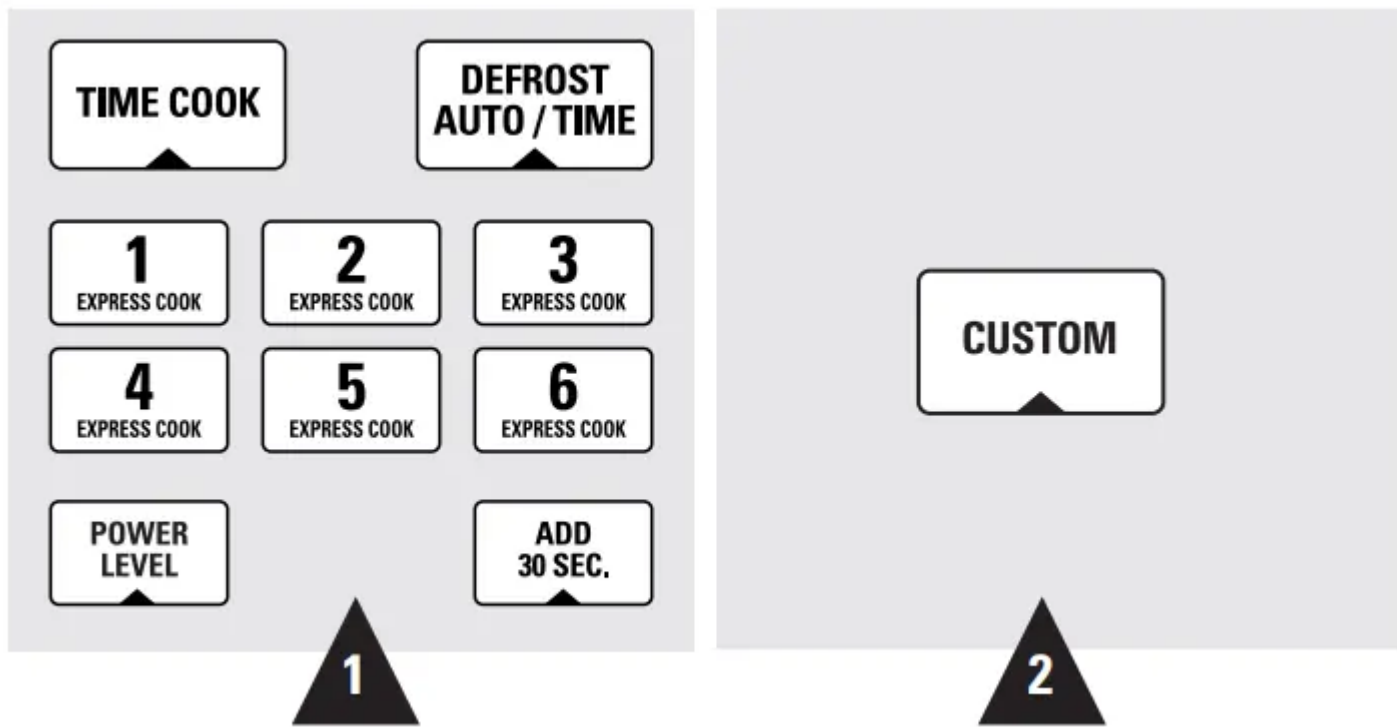 TIME COOK
DEFROST
AUTO / TIME
1
EXPRESS COOK
2
EXPRESS COOK
3
EXPRESS COOK
4
EXPRESS COOK
5
EXPRESS COOK
6
EXPRESS COOK
POWER
LEVEL
ADD
30 SEC.
1
CUSTOM
2